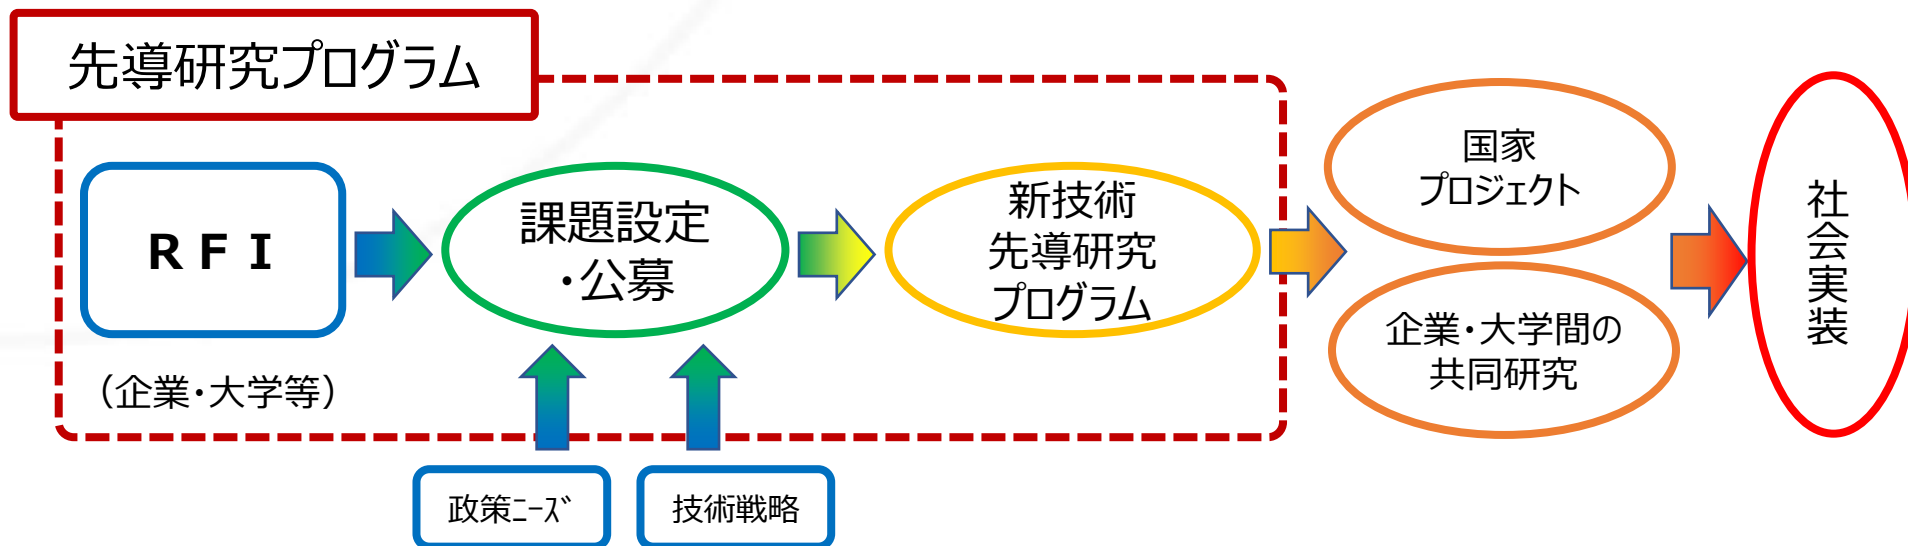 先導研究プログラム
ＲＦＩ
（企業・大学等）
課題設定
・公募
政策ﾆｰｽﾞ
技術戦略
新技術
先導研究
プログラム
国家
プロジェクト
企業・大学間の
共同研究
社会実装